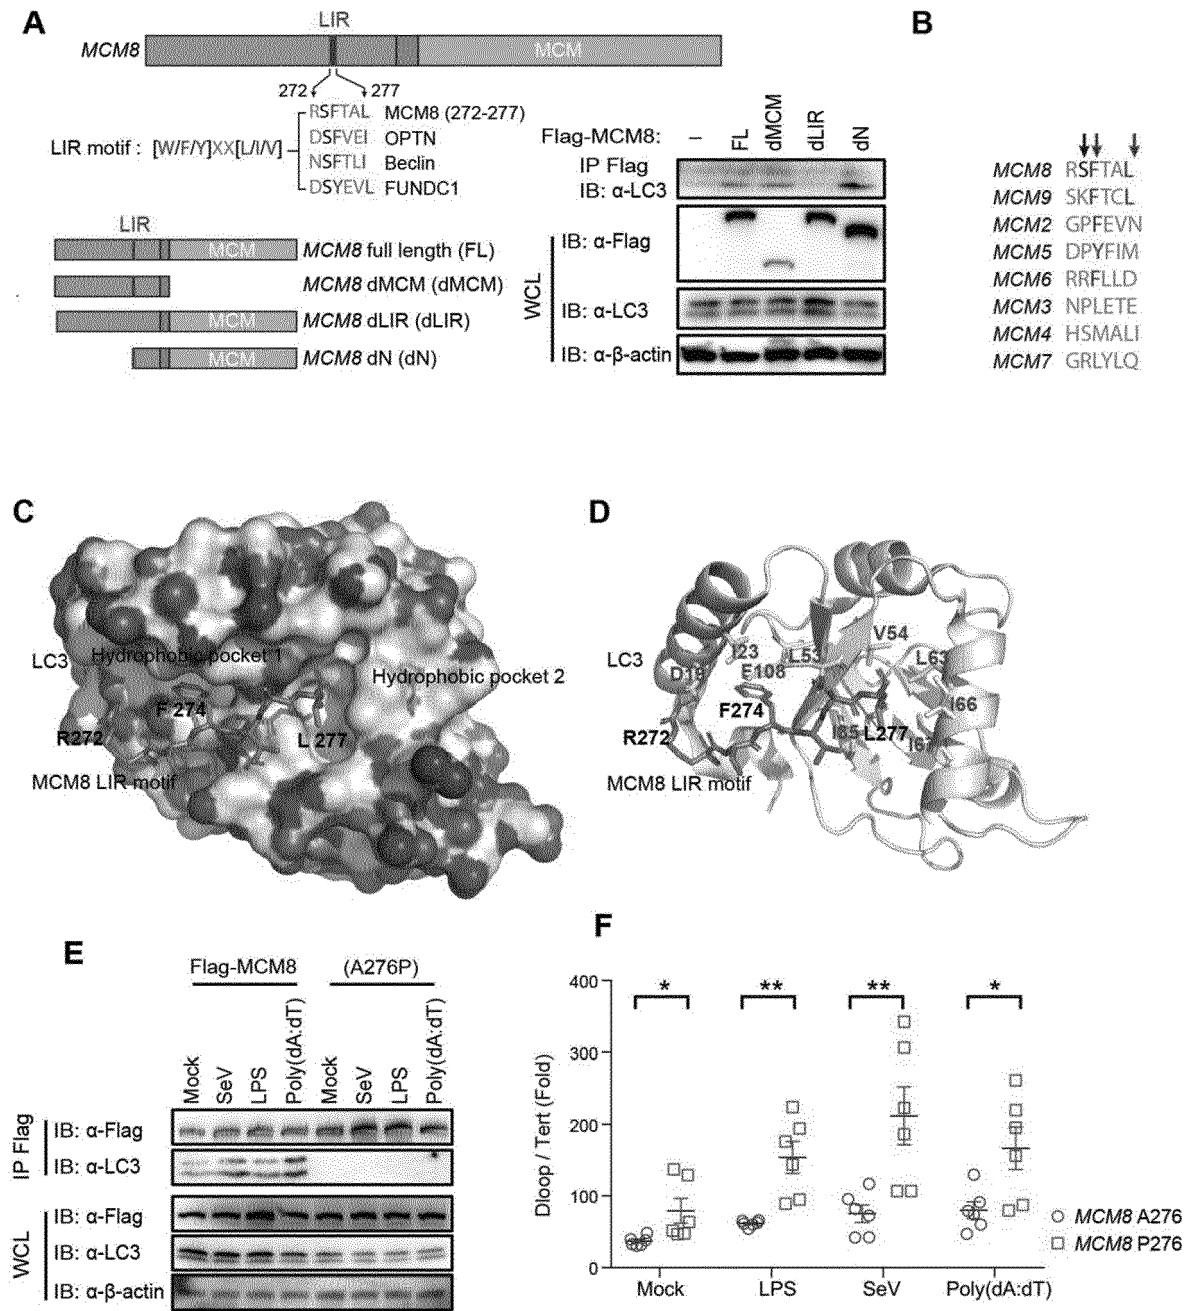 A
LIR
MCM8
MCM
272 277
RSFTAL MCM8 (272-277)
LIR motif : [W/F/Y]XX[L/I/V]
DSFVEI OPTN
NSFTLI Beclin
DSYEVL FUNDC1
LIR
MCM
MCM8 full length (FL)
MCM8 dMCM (dMCM)
MCM
MCM8 dLIR (dLIR)
MCM
MCM8 dN (dN)
Flag-MCM8: – FL dMCM dLIR dN
IP Flag
IB: α-LC3
WCL
IB: α-Flag
IB: α-LC3
IB: α-β-actin
B
MCM8 RSFTAL
MCM9 SKFTCL
MCM2 GPFEVN
MCM5 DPYFIM
MCM6 RRFLLD
MCM3 NPLETE
MCM4 HSMALI
MCM7 GRLYLQ
C
LC3
Hydrophobic pocket 1
Hydrophobic pocket 2
F274
R272
L277
MCM8 LIR motif
D
V54
I23
L53
L63
LC3
D19
E108
F274
I66
R272
I35
L277
I67
MCM8 LIR motif
E
Flag-MCM8 (A276P)
Mock SeV LPS Poly(dA:dT) Mock SeV LPS Poly(dA:dT)
IP Flag
IB: α-Flag
IB: α-LC3
WCL
IB: α-Flag
IB: α-LC3
IB: α-β-actin
F
Dloop / Tert (Fold)
400
300
200
100
0
* ** ** *
Mock LPS SeV Poly(dA:dT)
MCM8 A276
MCM8 P276